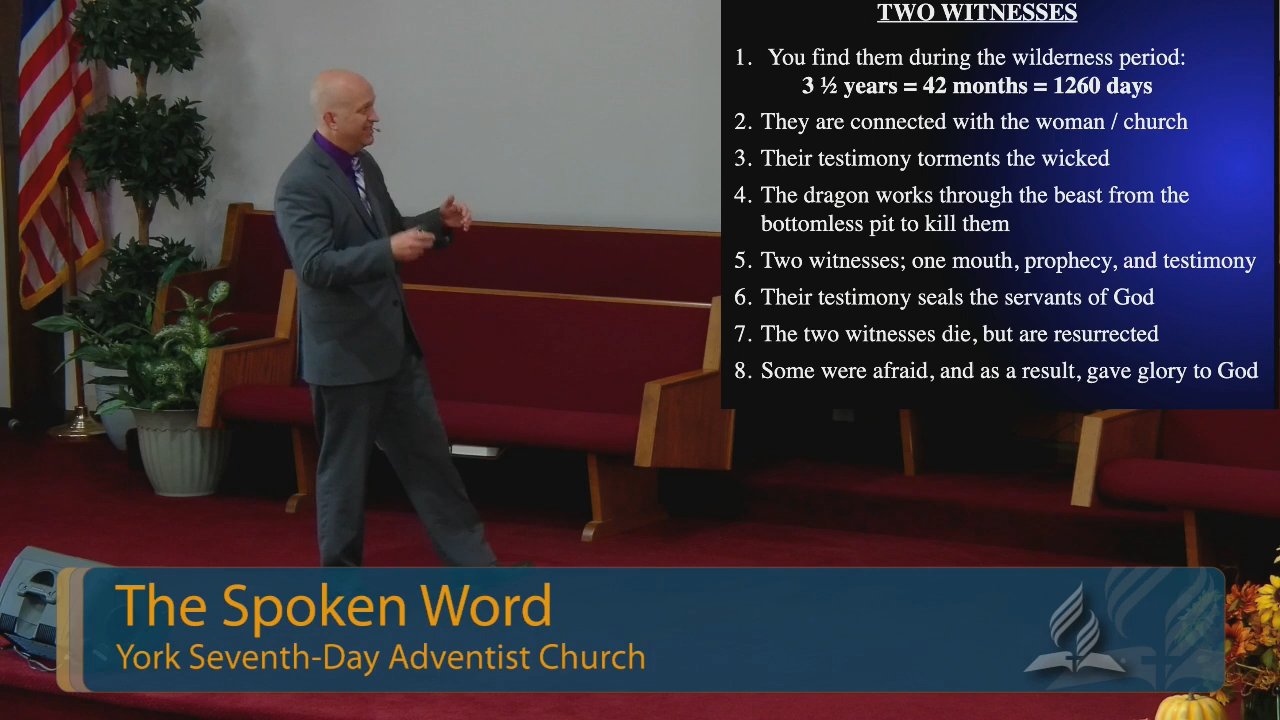 TWO WITNESSES
1. You find them during the wilderness period:
3 ½ years = 42 months = 1260 days
2. They are connected with the woman / church
3. Their testimony torments the wicked
4. The dragon works through the beast from the
bottomless pit to kill them
5. Two witnesses; one mouth, prophecy, and testimony
6. Their testimony seals the servants of God
7. The two witnesses die, but are resurrected
8. Some were afraid, and as a result, gave glory to God
The Spoken Word
York Seventh-Day Adventist Church